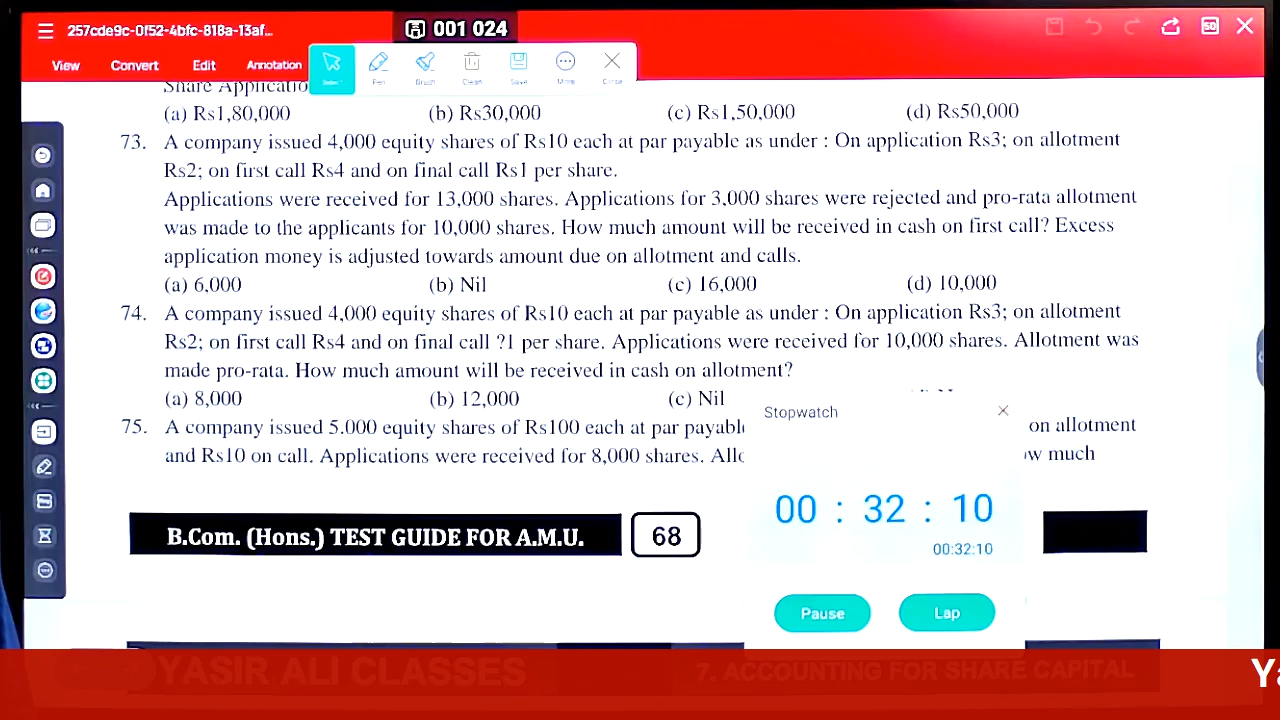 257cde9c-0f52-4bfc-818a-13af...
001 024
View Convert Edit Annotation
Select Pen Brush Clean Save More Close
Share Applicatio
(a) Rs1,80,000 (b) Rs30,000 (c) Rs1,50,000 (d) Rs50,000
73. A company issued 4,000 equity shares of Rs10 each at par payable as under : On application Rs3; on allotment
Rs2; on first call Rs4 and on final call Rs1 per share.
Applications were received for 13,000 shares. Applications for 3,000 shares were rejected and pro-rata allotment
was made to the applicants for 10,000 shares. How much amount will be received in cash on first call? Excess
application money is adjusted towards amount due on allotment and calls.
(a) 6,000 (b) Nil (c) 16,000 (d) 10,000
74. A company issued 4,000 equity shares of Rs10 each at par payable as under : On application Rs3; on allotment
Rs2; on first call Rs4 and on final call ?1 per share. Applications were received for 10,000 shares. Allotment was
made pro-rata. How much amount will be received in cash on allotment?
(a) 8,000 (b) 12,000 (c) Nil
75. A company issued 5.000 equity shares of Rs100 each at par payabl on allotment
and Rs10 on call. Applications were received for 8,000 shares. Allo w much
Stopwatch
00 : 32 : 10
00:32:10
Pause Lap
B.Com. (Hons.) TEST GUIDE FOR A.M.U. 68
YASIR ALI CLASSES 7. ACCOUNTING FOR SHARE CAPITAL
Ya